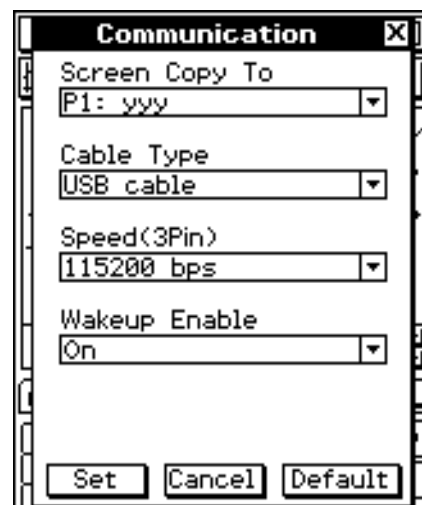 Communication
Screen Copy To
P1: yyy
Cable Type
USB cable
Speed(3Pin)
115200 bps
Wakeup Enable
On
Set Cancel Default